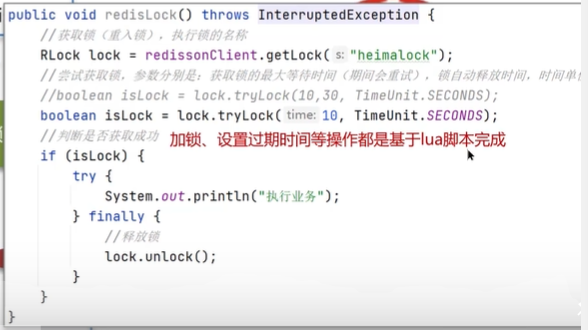 public void redisLock() throws InterruptedException {
//获取锁（重入锁），执行锁的名称
RLock lock = redissonClient.getLock( s: "heimalock");
//尝试获取锁，参数分别是：获取锁的最大等待时间（期间会重试），锁自动释放时间，时间单
//boolean isLock = lock.tryLock(10,30, TimeUnit.SECONDS);
boolean isLock = lock.tryLock( time: 10, TimeUnit.SECONDS);
//判断是否获取成功 加锁、设置过期时间等操作都是基于lua脚本完成
if (isLock) {
try {
System.out.println("执行业务");
} finally {
//释放锁
lock.unlock();
}
}
}